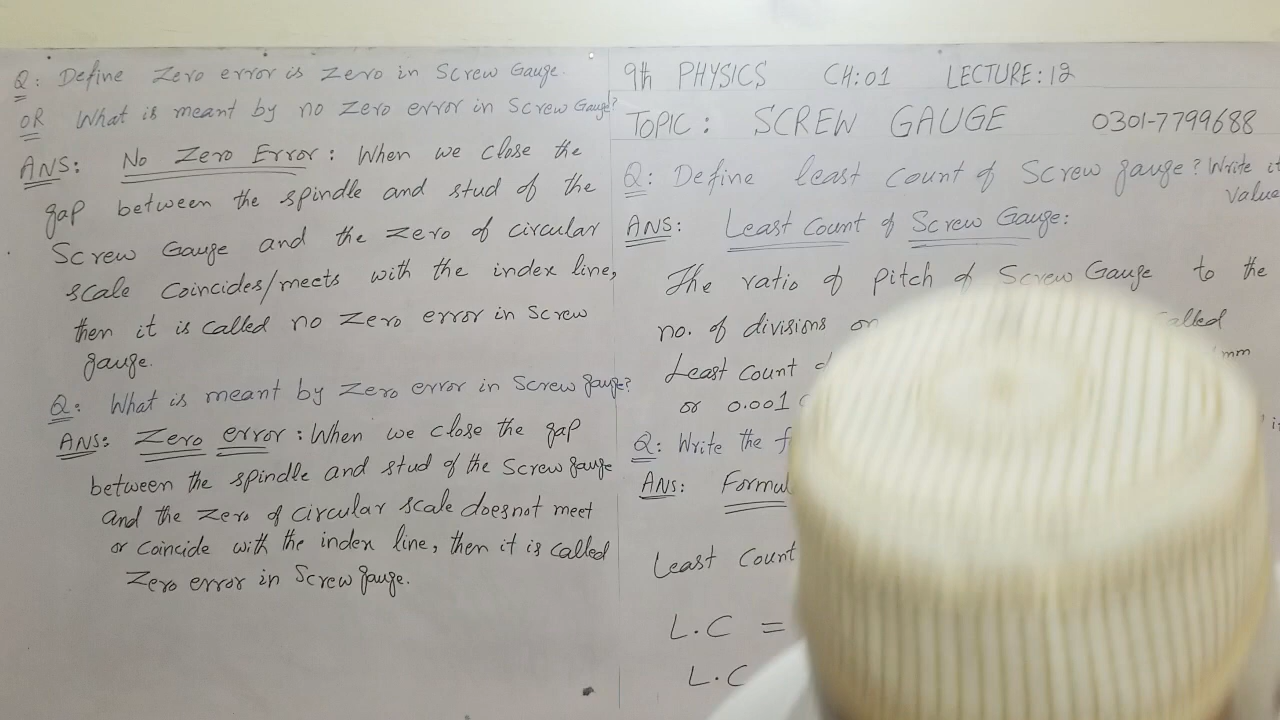 Q: Define Zero error is Zero in Screw Gauge.
OR What is meant by no Zero error in Screw Gauge?
ANS: No Zero Error: When we close the
gap between the spindle and stud of the
Screw Gauge and the zero of circular
scale Coincides/meets with the index line,
then it is called no zero error in Screw
gauge.
Q: What is meant by Zero error in Screw gauge?
ANS: Zero error: When we close the gap
between the spindle and stud of the Screw gauge
and the zero of circular scale doesnot meet
or coincide with the index line, then it is called
Zero error in Screw gauge.
9th PHYSICS CH:01 LECTURE:12
TOPIC: SCREW GAUGE 0301-7799688
Q: Define least count of Screw gauge? Write it
Value
ANS: Least Count of Screw Gauge:
The ratio of pitch of Screw Gauge to the
no. of divisions on
Least Count
mm
or 0.001
Q: Write the
ANS:
Least Count
L.C =
L.C